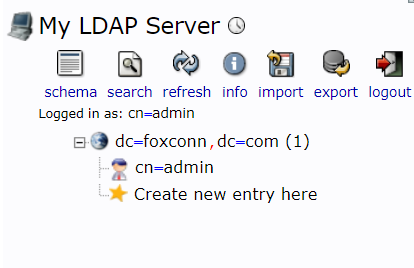 My LDAP Server
schema search refresh info import export logout
Logged in as: cn=admin
dc=foxconn,dc=com (1)
cn=admin
Create new entry here